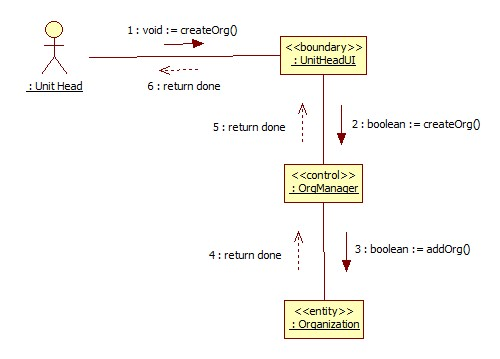 1 : void := createOrg()
<<boundary>>
: UnitHeadUI
: Unit Head
6 : return done
5 : return done
2 : boolean := createOrg()
<<control>>
: OrgManager
4 : return done
3 : boolean := addOrg()
<<entity>>
: Organization